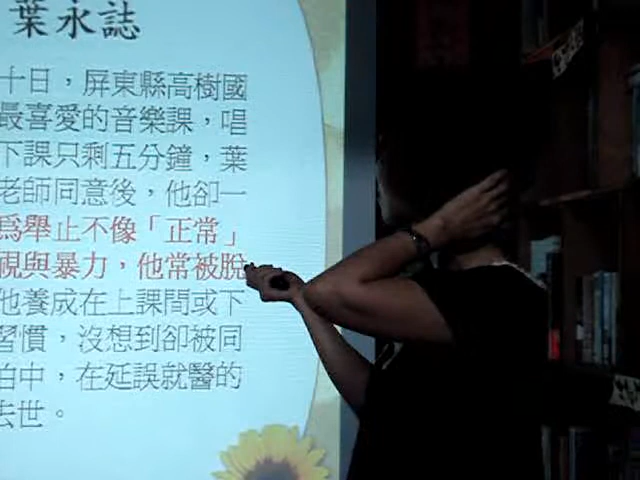 葉永誌
十日，屏東縣高樹國
最喜愛的音樂課，唱
下課只剩五分鐘，葉
老師同意後，他卻一
為舉止不像「正常」
視與暴力，他常被脫
他養成在上課間或下
習慣，沒想到卻被同
泊中，在延誤就醫的
去世。